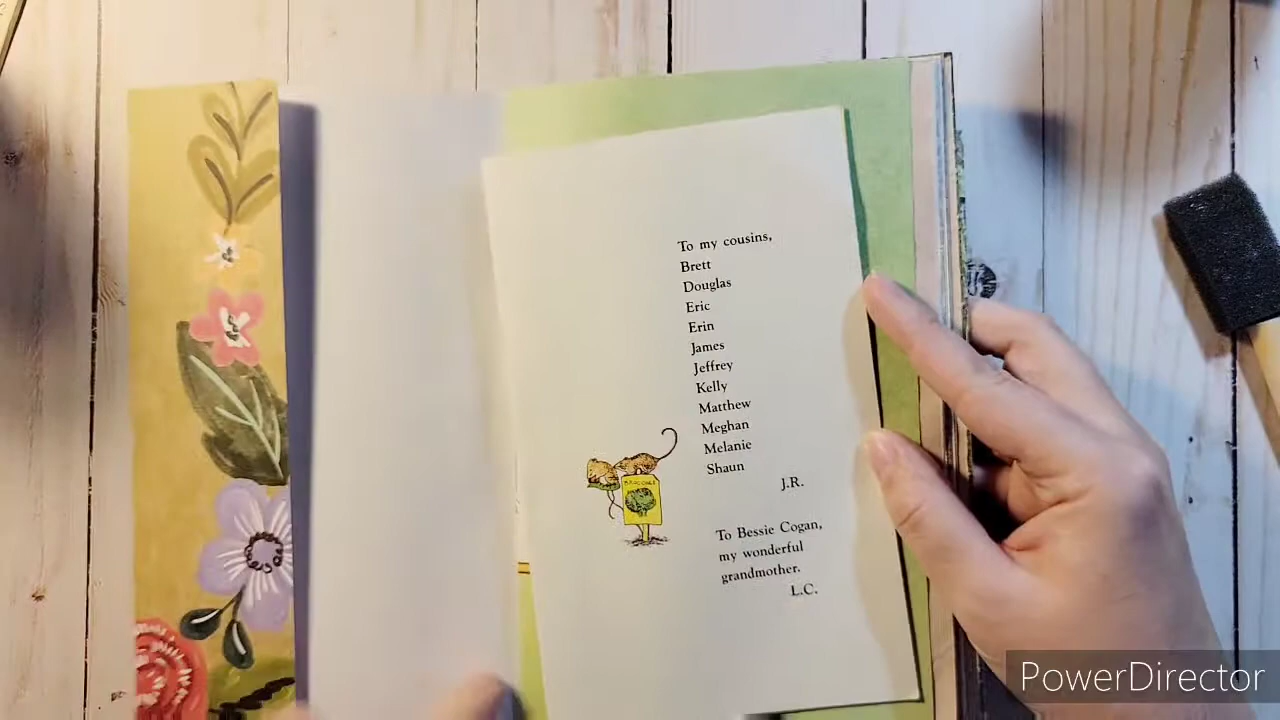 To my cousins,
Brett
Douglas
Eric
Erin
James
Jeffrey
Kelly
Matthew
Meghan
Melanie
Shaun
J.R.
BROCCOLI
To Bessie Cogan,
my wonderful
grandmother.
L.C.
PowerDirector